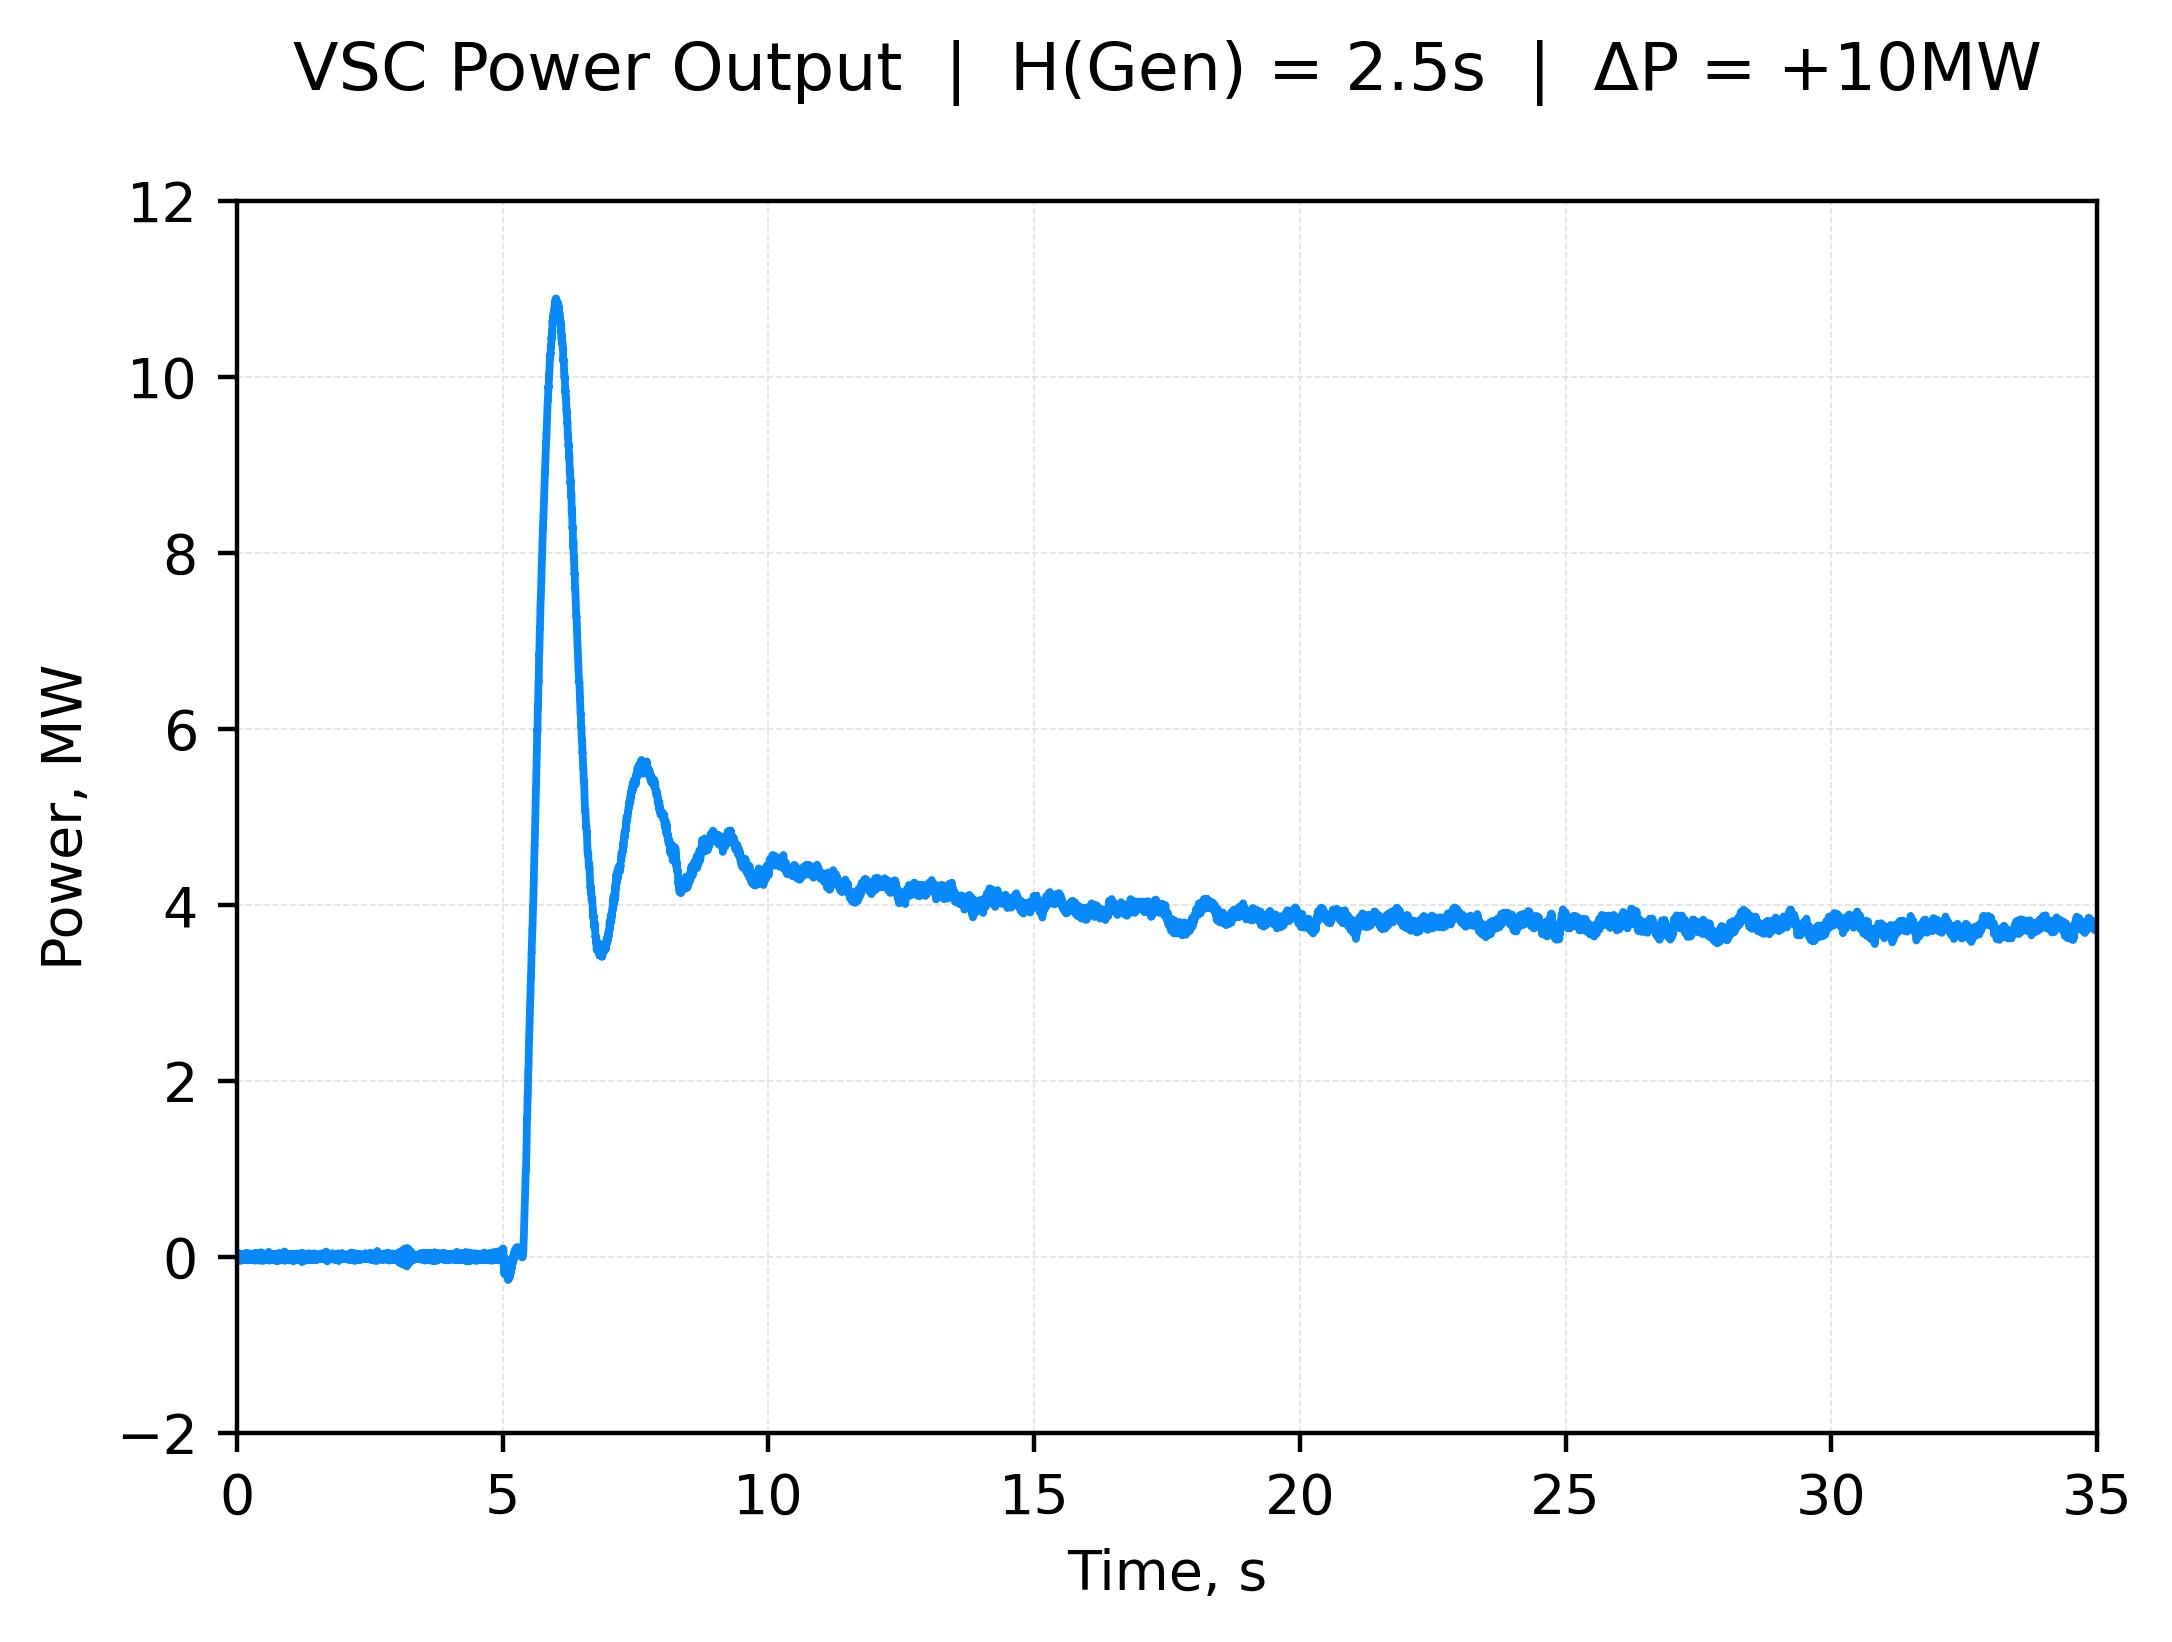 VSC Power Output | H(Gen) = 2.5s | ΔP = +10MW
12
10
8
6
4
2
0
−2
Power, MW
0 5 10 15 20 25 30 35
Time, s